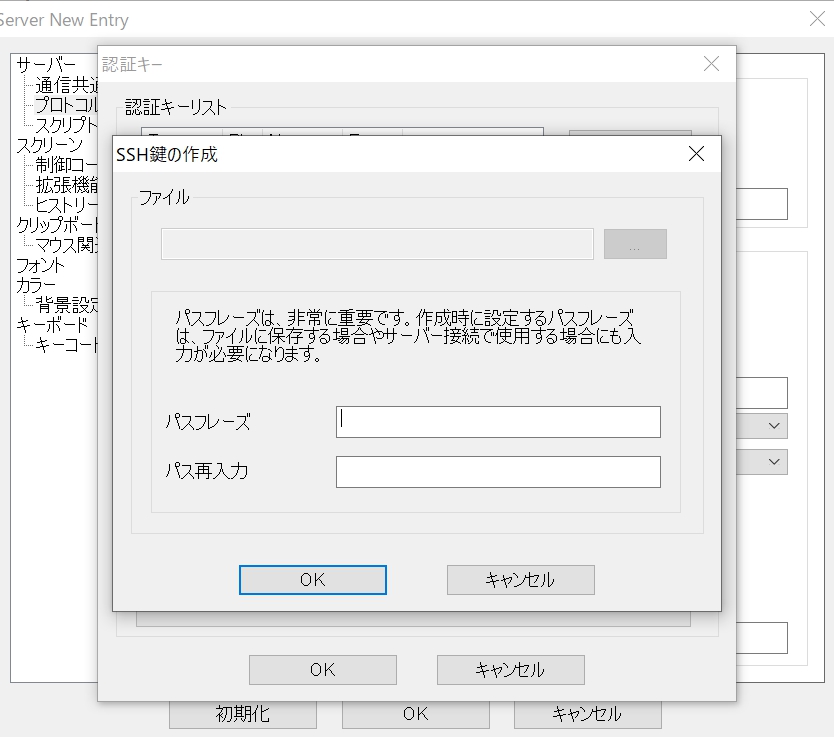 Server New Entry
サーバー
通信共通
プロトコル
スクリプト
スクリーン
制御コー
拡張機能
ヒストリー
クリップボード
マウス関連
フォント
カラー
背景設定
キーボード
キーコード
認証キー
認証キーリスト
SSH鍵の作成
ファイル
...
パスフレーズは、非常に重要です。作成時に設定するパスフレーズ
は、ファイルに保存する場合やサーバー接続で使用する場合にも入
力が必要になります。
パスフレーズ
パス再入力
OK
キャンセル
OK
キャンセル
初期化
OK
キャンセル